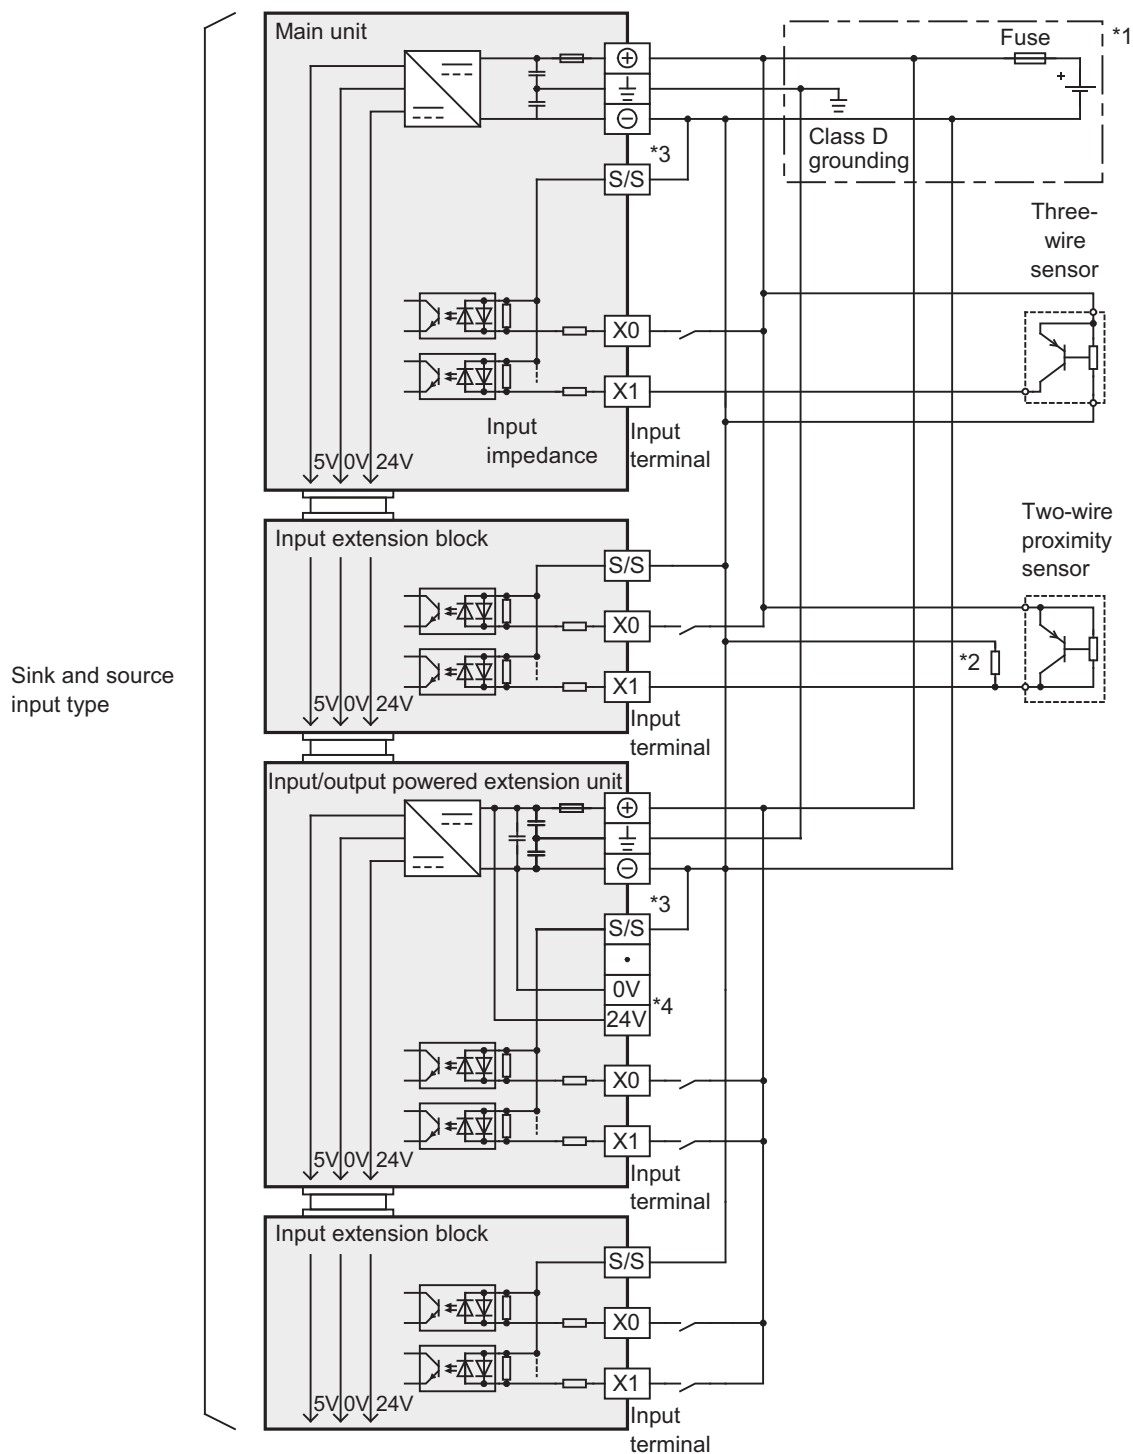 Main unit
Fuse
*1
+
Class D
grounding
*3
S/S
Three-
wire
sensor
X0
X1
Input
impedance
Input
terminal
5V 0V 24V
Input extension block
S/S
X0
X1
Two-wire
proximity
sensor
*2
Sink and source
input type
5V 0V 24V
Input
terminal
Input/output powered extension unit
*3
S/S
•
0V
24V
*4
X0
X1
5V 0V 24V
Input
terminal
Input extension block
S/S
X0
X1
5V 0V 24V
Input
terminal